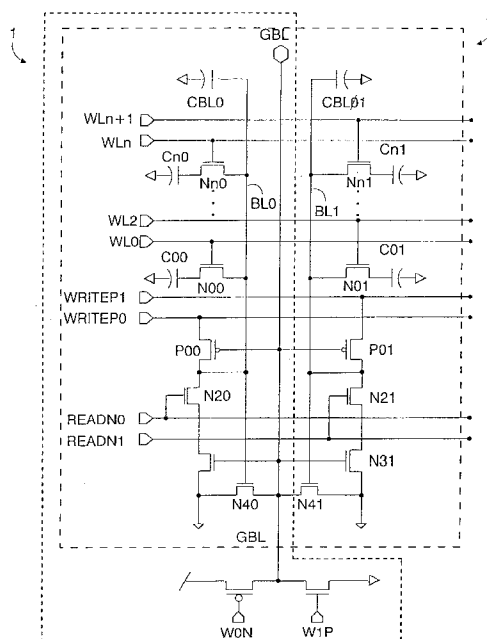 1
GBL
CBL0
CBLØ1
WLn+1
WLn
Cn0
Cn1
Nn0
Nn1
BL0
BL1
WL2
WL0
C00
C01
N00
N01
WRITEP1
WRITEP0
P00
P01
N20
N21
READN0
READN1
N31
N40
N41
GBL
W0N
W1P